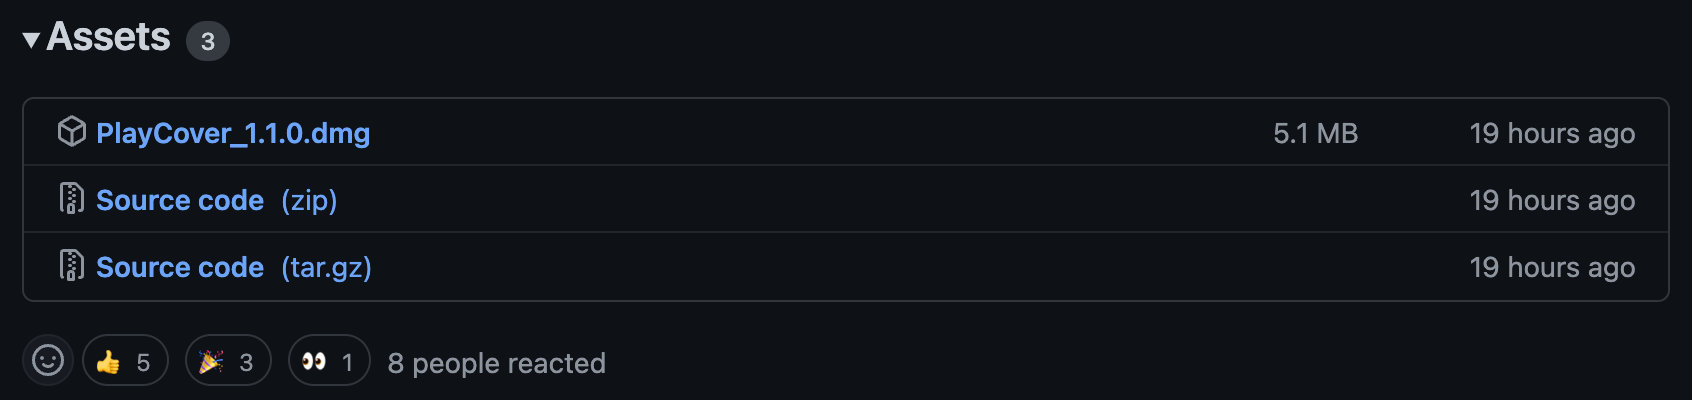 Assets 3
PlayCover_1.1.0.dmg 5.1 MB 19 hours ago
Source code (zip) 19 hours ago
Source code (tar.gz) 19 hours ago
5 3 1 8 people reacted